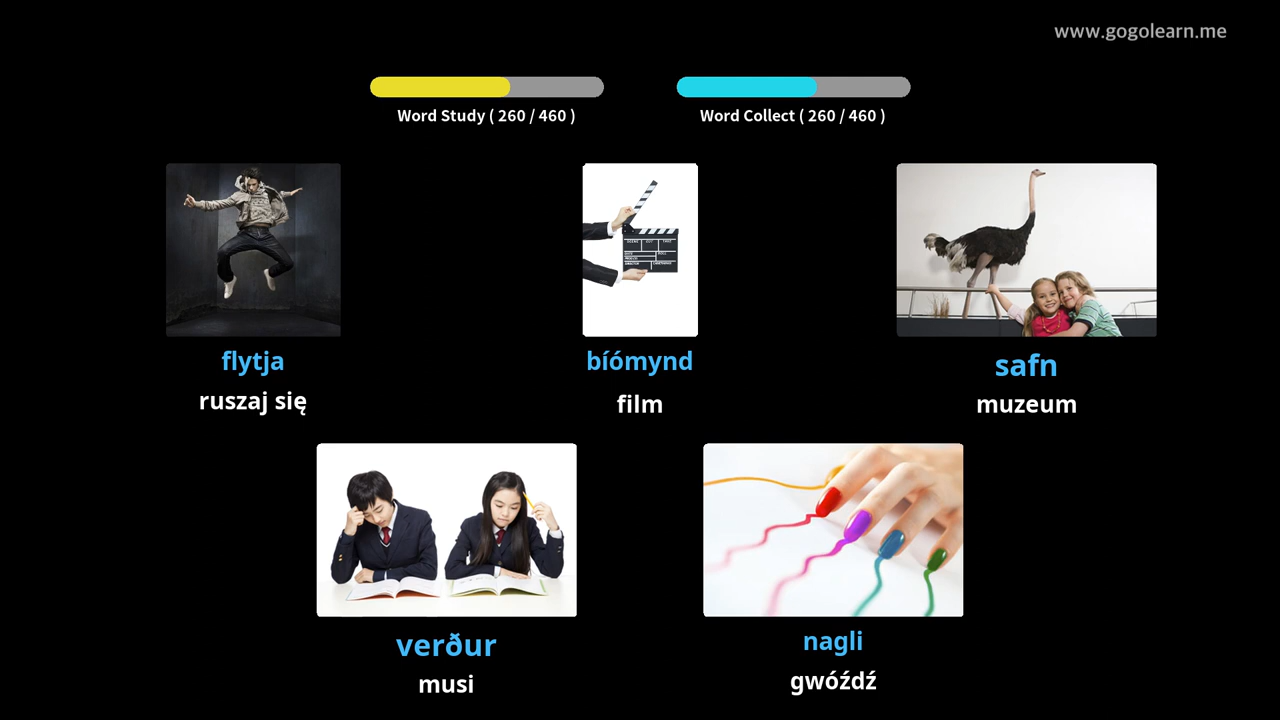 www.gogolearn.me
Word Study ( 260 / 460 )
Word Collect ( 260 / 460 )
flytja
ruszaj się
bíómynd
film
safn
muzeum
verður
musi
nagli
gwóźdź